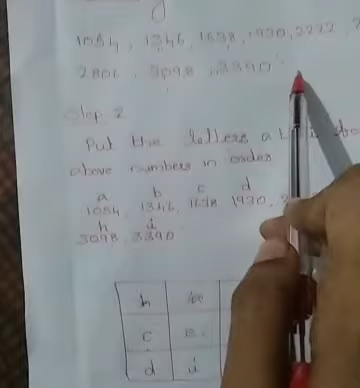 1054, 1346, 1638, 1930, 2222, 2
2806, 3098, 3390
Step 2
Put the letters a
above numbers in order
a b c d
1054, 1346, 1638 1930,
h i
3098, 3390
h
c e
d i